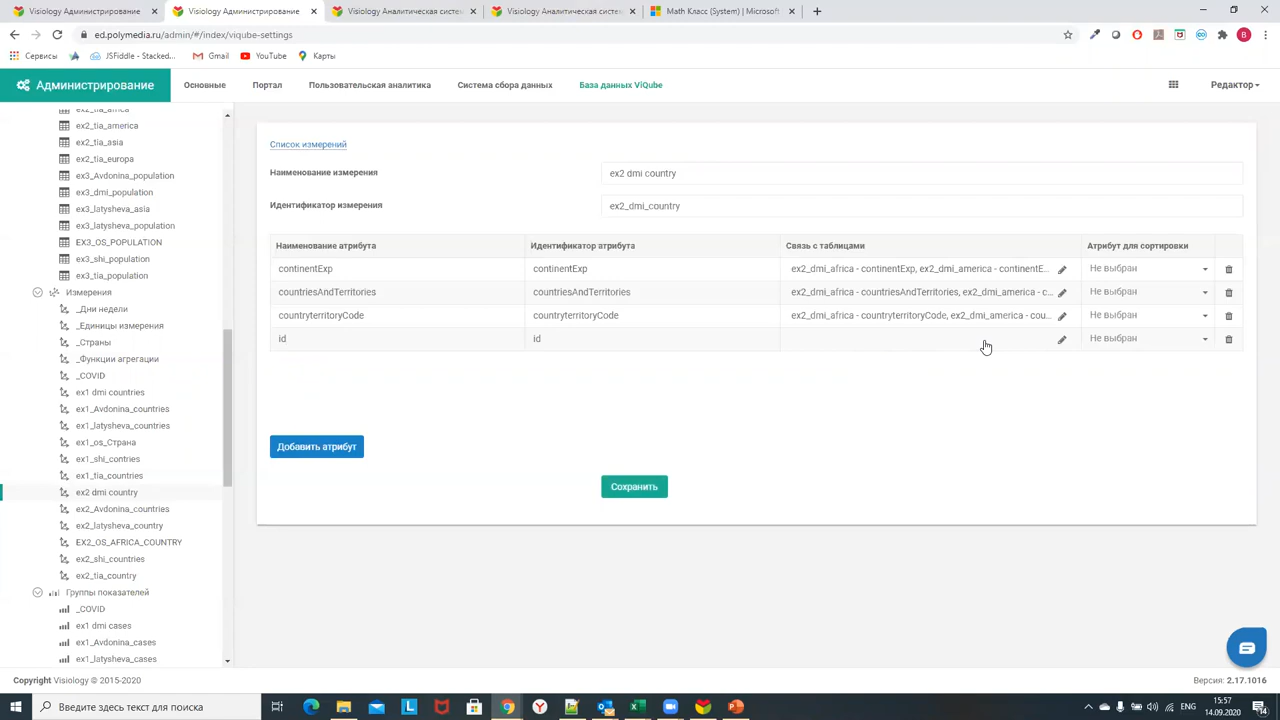 Visiology Администрирова
Visiology Администрирова
Visiology Аналитическая систе
Visiology Аналитическая систе
Math Класс (System) | Microsoft
ed.polymedia.ru/admin/#/index/viqube-settings
Сервисы
JSFiddle - Stacked...
Gmail
YouTube
Карты
B
Администрирование
Основные
Портал
Пользовательская аналитика
Система сбора данных
База данных ViQube
Редактор
ex2_tia_africa
ex2_tia_america
ex2_tia_asia
ex2_tia_europa
ex3_Avdonina_population
ex3_dmi_population
ex3_latysheva_asia
ex3_latysheva_population
EX3_OS_POPULATION
ex3_shi_population
ex3_tia_population
Измерения
_Дни недели
_Единицы измерения
_Страны
_Функции агрегации
_COVID
ex1 dmi countries
ex1_Avdonina_countries
ex1_latysheva_countries
ex1_os_Страна
ex1_shi_contries
ex1_tia_countries
ex2 dmi country
ex2_Avdonina_countries
ex2_latysheva_country
EX2_OS_AFRICA_COUNTRY
ex2_shi_countries
ex2_tia_country
Группы показателей
_COVID
ex1 dmi cases
ex1_Avdonina_cases
ex1_latysheva_cases
Список измерений
Наименование измерения ex2 dmi country
Идентификатор измерения ex2_dmi_country
Наименование атрибута Идентификатор атрибута Связь с таблицами Атрибут для сортировки
continentExp continentExp ex2_dmi_africa - continentExp, ex2_dmi_america - continentE... Не выбран
countriesAndTerritories countriesAndTerritories ex2_dmi_africa - countriesAndTerritories, ex2_dmi_america - c... Не выбран
countryterritoryCode countryterritoryCode ex2_dmi_africa - countryterritoryCode, ex2_dmi_america - cou... Не выбран
id id Не выбран
Добавить атрибут
Сохранить
Copyright Visiology © 2015-2020
Версия: 2.17.1016
Введите здесь текст для поиска
15:57
14.09.2020